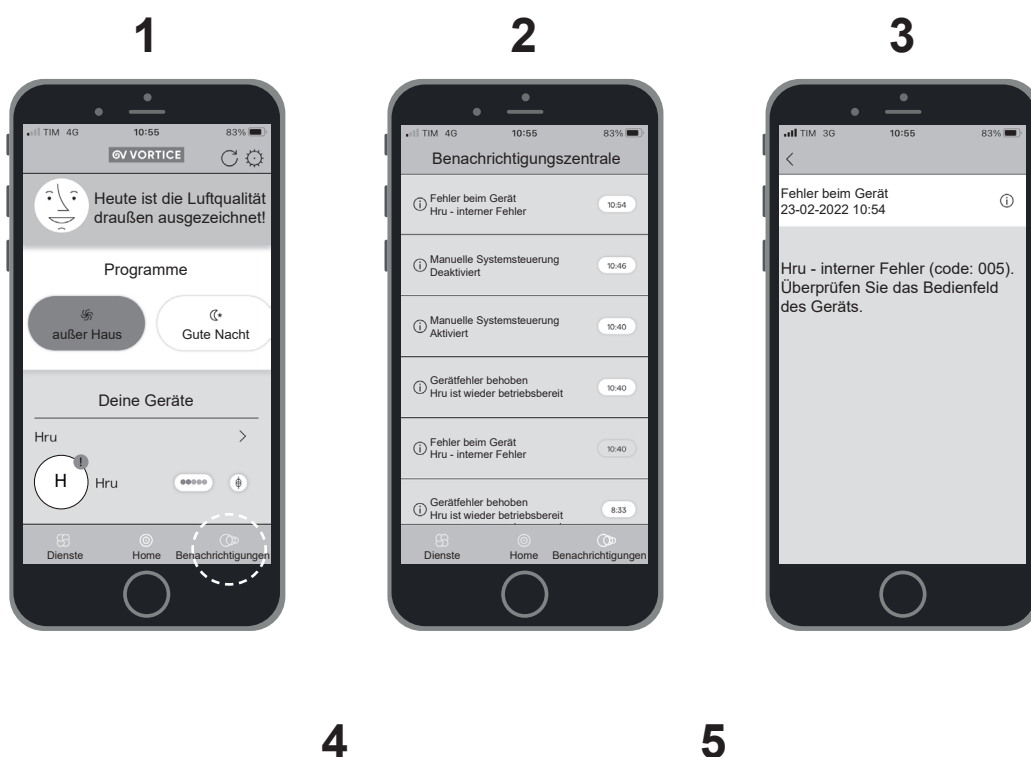 1
2
3
TIM 4G 10:55 83%
VORTICE
Heute ist die Luftqualität
draußen ausgezeichnet!
Programme
außer Haus
Gute Nacht
Deine Geräte
Hru
H
!
Hru
Dienste
Home
Benachrichtigungen
TIM 4G 10:55 83%
Benachrichtigungszentrale
Fehler beim Gerät
Hru - interner Fehler
10:54
Manuelle Systemsteuerung
Deaktiviert
10:46
Manuelle Systemsteuerung
Aktiviert
10:40
Gerätfehler behoben
Hru ist wieder betriebsbereit
10:40
Fehler beim Gerät
Hru - interner Fehler
10:40
Gerätfehler behoben
Hru ist wieder betriebsbereit
8:33
Dienste
Home
Benachrichtigungen
TIM 3G 10:55 83%
Fehler beim Gerät
23-02-2022 10:54
Hru - interner Fehler (code: 005).
Überprüfen Sie das Bedienfeld
des Geräts.
4
5